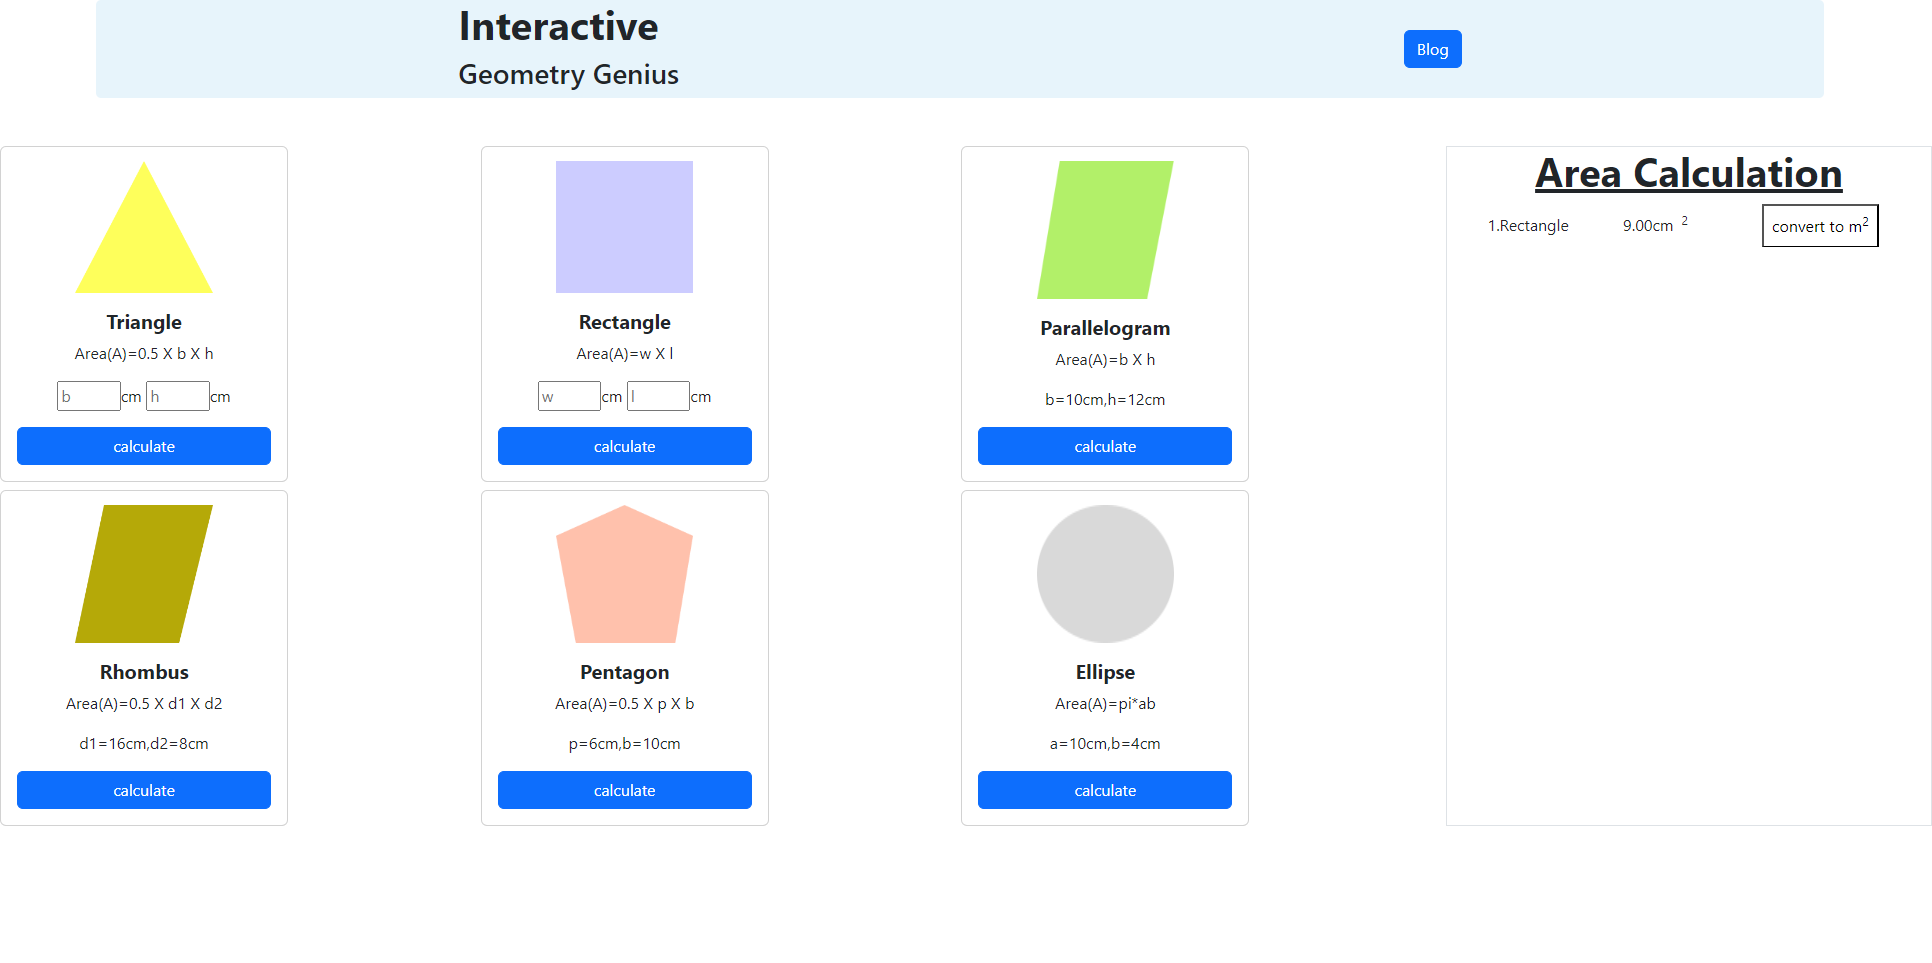 Interactive
Geometry Genius
Blog
Triangle
Area(A)=0.5 X b X h
b cm h cm
calculate
Rectangle
Area(A)=w X l
w cm l cm
calculate
Parallelogram
Area(A)=b X h
b=10cm,h=12cm
calculate
Rhombus
Area(A)=0.5 X d1 X d2
d1=16cm,d2=8cm
calculate
Pentagon
Area(A)=0.5 X p X b
p=6cm,b=10cm
calculate
Ellipse
Area(A)=pi*ab
a=10cm,b=4cm
calculate
Area Calculation
1.Rectangle 9.00cm ² convert to m²